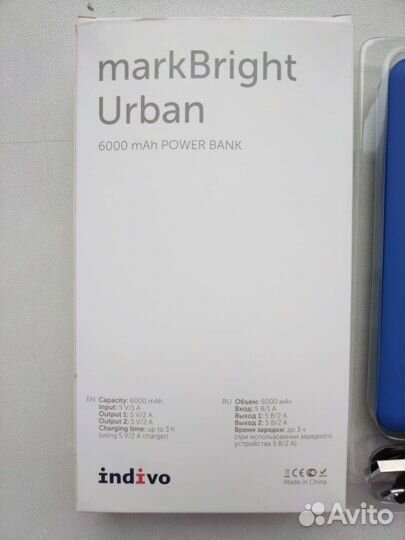 markBright
Urban
6000 mAh POWER BANK
EN Capacity: 6000 mAh
Input: 5 V/1 A
Output 1: 5 V/2 A
Output 2: 5 V/2 A
Charging time: up to 3 h
(using 5 V/2 A charger)
RU Объем: 6000 мАч
Вход: 5 В/1 А
Выход 1: 5 В/2 А
Выход 2: 5 В/2 А
Время зарядки: до 3 ч
(при использовании зарядного
устройства 5 В/2 А)
indivo
CE EAC
Made in China
Avito